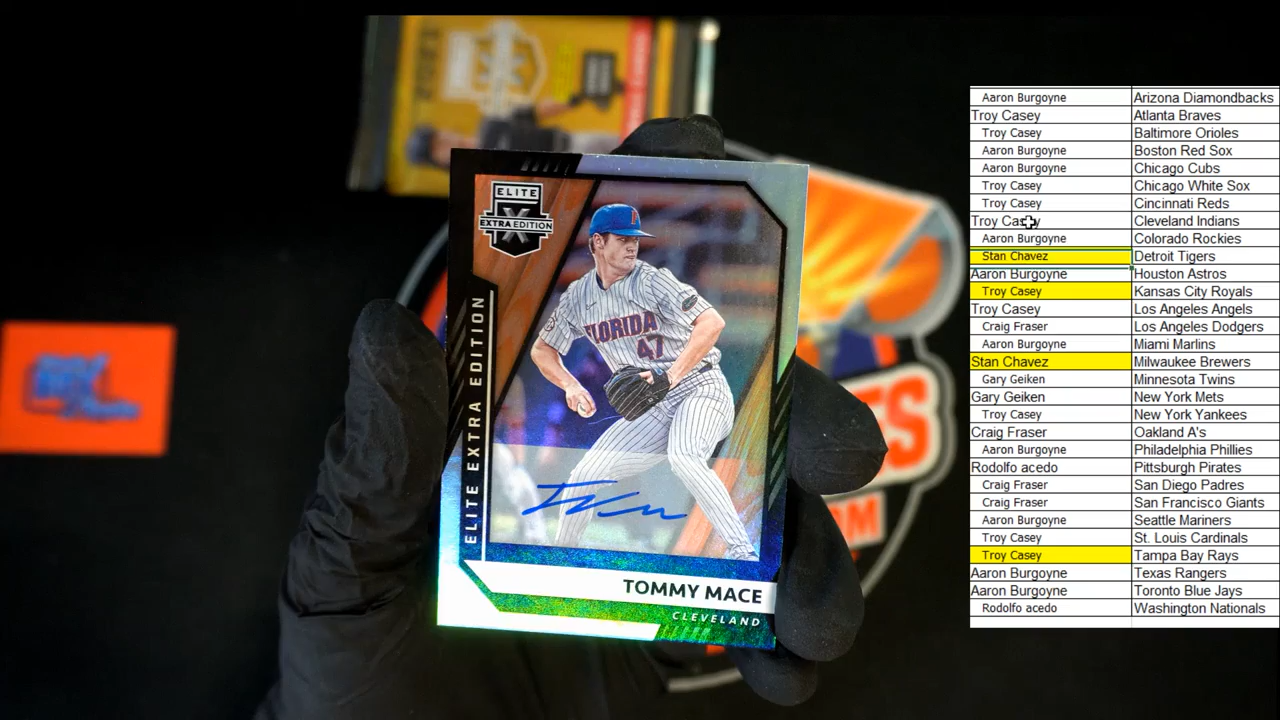 2021
ELITE
X
EXTRA EDITION
ELITE EXTRA EDITION
FLORIDA
47
TOMMY MACE
CLEVELAND
ES
OM
Aaron Burgoyne Arizona Diamondbacks
Troy Casey Atlanta Braves
Troy Casey Baltimore Orioles
Aaron Burgoyne Boston Red Sox
Aaron Burgoyne Chicago Cubs
Troy Casey Chicago White Sox
Troy Casey Cincinnati Reds
Troy Casey Cleveland Indians
Aaron Burgoyne Colorado Rockies
Stan Chavez Detroit Tigers
Aaron Burgoyne Houston Astros
Troy Casey Kansas City Royals
Troy Casey Los Angeles Angels
Craig Fraser Los Angeles Dodgers
Aaron Burgoyne Miami Marlins
Stan Chavez Milwaukee Brewers
Gary Geiken Minnesota Twins
Gary Geiken New York Mets
Troy Casey New York Yankees
Craig Fraser Oakland A's
Aaron Burgoyne Philadelphia Phillies
Rodolfo acedo Pittsburgh Pirates
Craig Fraser San Diego Padres
Craig Fraser San Francisco Giants
Aaron Burgoyne Seattle Mariners
Troy Casey St. Louis Cardinals
Troy Casey Tampa Bay Rays
Aaron Burgoyne Texas Rangers
Aaron Burgoyne Toronto Blue Jays
Rodolfo acedo Washington Nationals